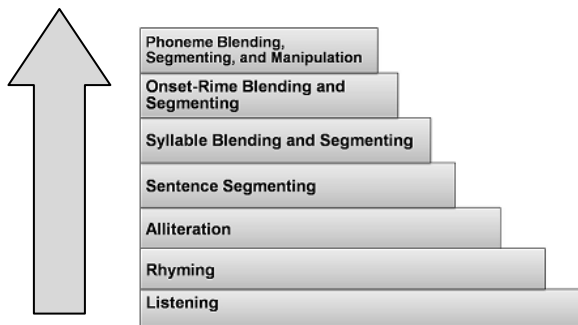 Phoneme Blending,
Segmenting, and Manipulation
Onset-Rime Blending and
Segmenting
Syllable Blending and Segmenting
Sentence Segmenting
Alliteration
Rhyming
Listening